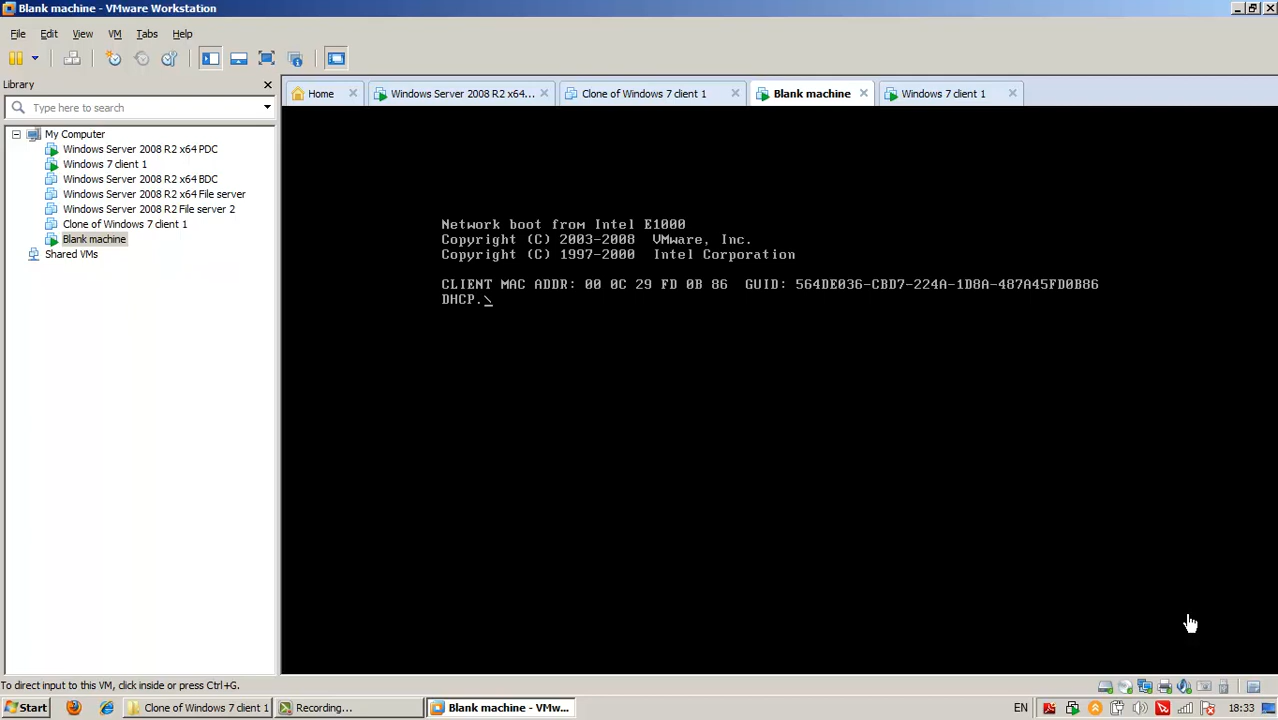 Blank machine - VMware Workstation
File Edit View VM Tabs Help
Library
Type here to search
My Computer
Windows Server 2008 R2 x64 PDC
Windows 7 client 1
Windows Server 2008 R2 x64 BDC
Windows Server 2008 R2 x64 File server
Windows Server 2008 R2 File server 2
Clone of Windows 7 client 1
Blank machine
Shared VMs
Home Windows Server 2008 R2 x64... Clone of Windows 7 client 1 Blank machine Windows 7 client 1
Network boot from Intel E1000
Copyright (C) 2003-2008 VMware, Inc.
Copyright (C) 1997-2000 Intel Corporation
CLIENT MAC ADDR: 00 0C 29 FD 0B 86 GUID: 564DE036-CBD7-224A-1D8A-487A45FD0B86
DHCP.\
To direct input to this VM, click inside or press Ctrl+G.
Start Clone of Windows 7 client 1 Recording... Blank machine - VMw... EN 18:33